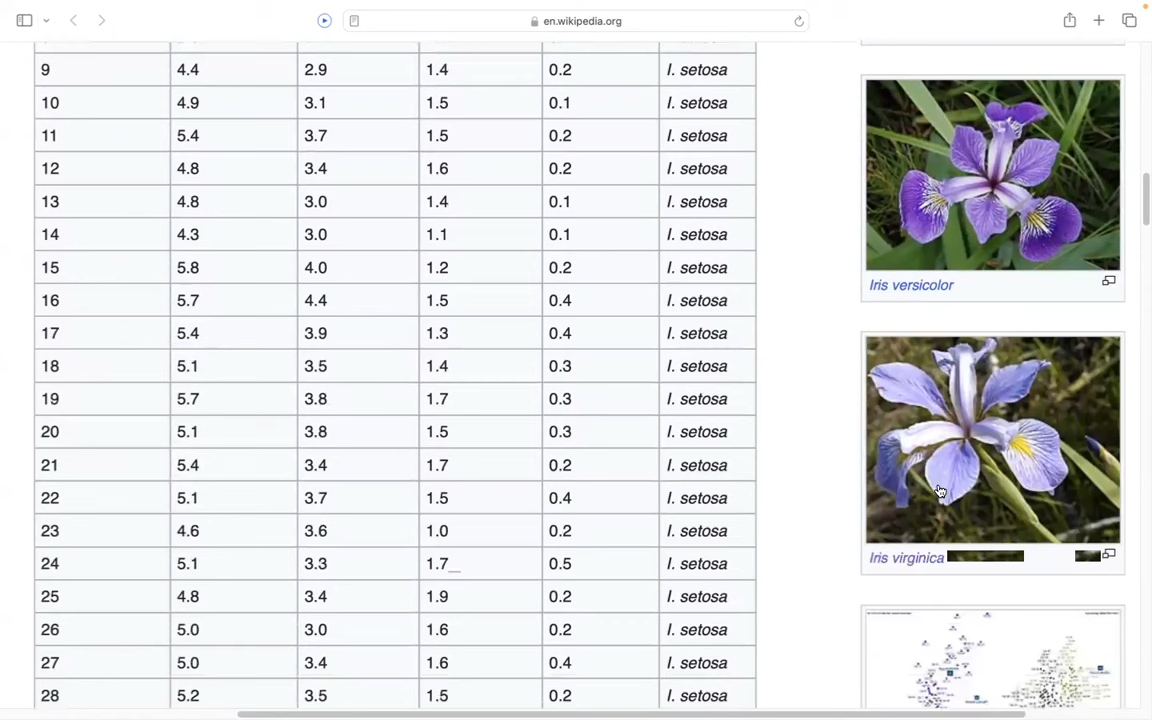 en.wikipedia.org
9 4.4 2.9 1.4 0.2 I. setosa
10 4.9 3.1 1.5 0.1 I. setosa
11 5.4 3.7 1.5 0.2 I. setosa
12 4.8 3.4 1.6 0.2 I. setosa
13 4.8 3.0 1.4 0.1 I. setosa
14 4.3 3.0 1.1 0.1 I. setosa
15 5.8 4.0 1.2 0.2 I. setosa
16 5.7 4.4 1.5 0.4 I. setosa
17 5.4 3.9 1.3 0.4 I. setosa
18 5.1 3.5 1.4 0.3 I. setosa
19 5.7 3.8 1.7 0.3 I. setosa
20 5.1 3.8 1.5 0.3 I. setosa
21 5.4 3.4 1.7 0.2 I. setosa
22 5.1 3.7 1.5 0.4 I. setosa
23 4.6 3.6 1.0 0.2 I. setosa
24 5.1 3.3 1.7 0.5 I. setosa
25 4.8 3.4 1.9 0.2 I. setosa
26 5.0 3.0 1.6 0.2 I. setosa
27 5.0 3.4 1.6 0.4 I. setosa
28 5.2 3.5 1.5 0.2 I. setosa
Iris versicolor
Iris virginica